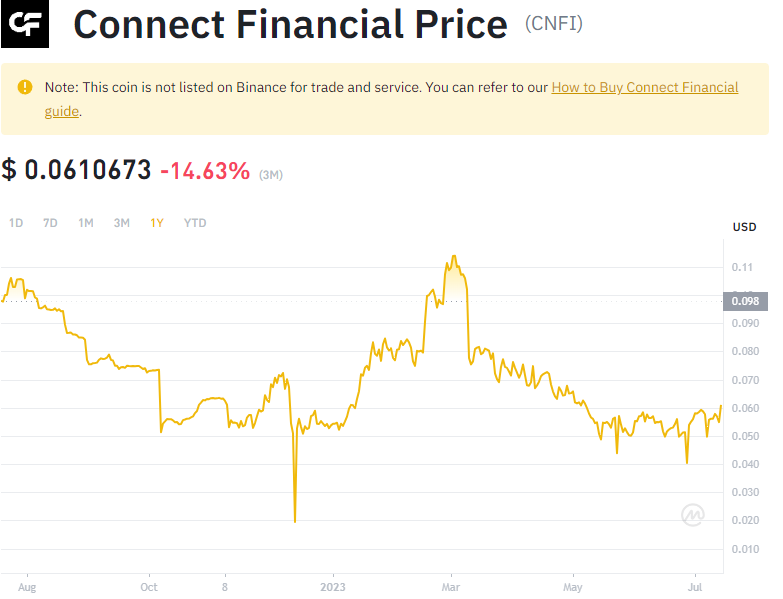 CF
Connect Financial Price (CNFI)
Note: This coin is not listed on Binance for trade and service. You can refer to our How to Buy Connect Financial
guide.
$ 0.0610673 -14.63% (3M)
1D 7D 1M 3M 1Y YTD
USD
0.11
0.098
0.090
0.080
0.070
0.060
0.050
0.040
0.030
0.020
0.010
Aug Oct 8 2023 Mar May Jul